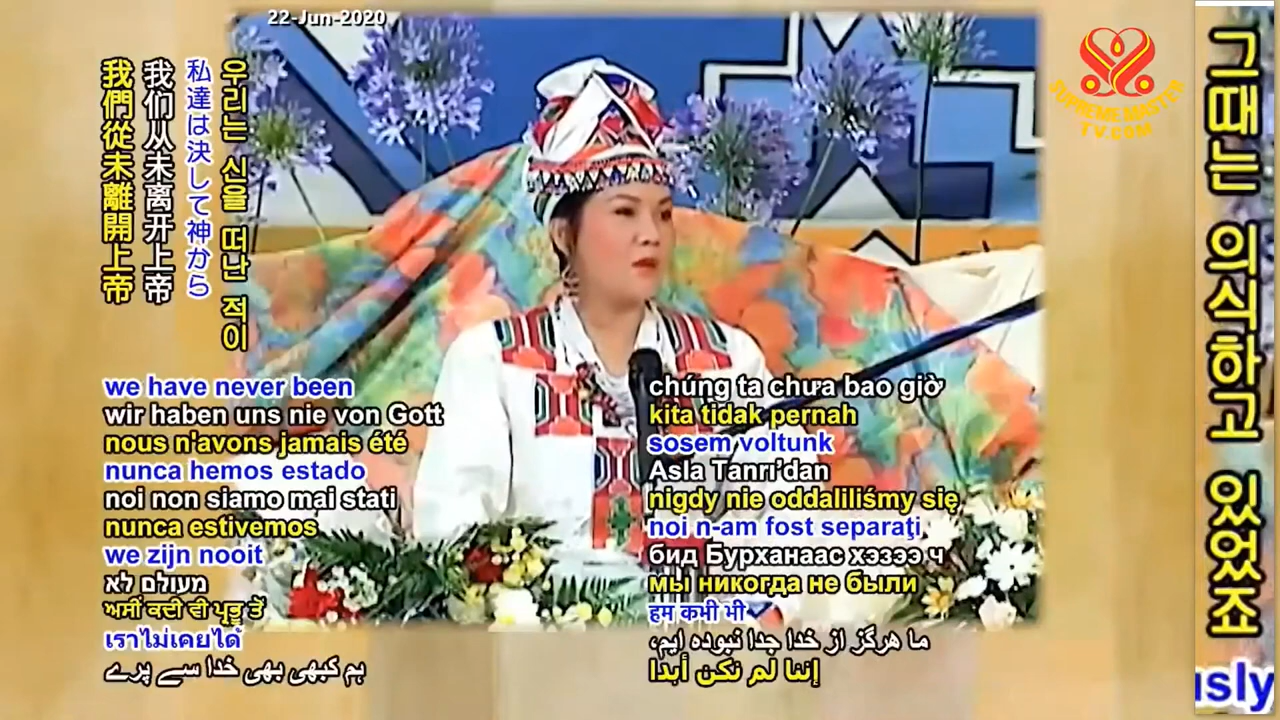 22-Jun-2020
SUPREME MASTER
TV.COM
我們從未離開上帝
我们从未离开上帝
私達は決して神から
우리는 신을 떠난 적이
we have never been
wir haben uns nie von Gott
nous n'avons jamais été
nunca hemos estado
noi non siamo mai stati
nunca estivemos
we zijn nooit
מעולם לא
ਅਸੀਂ ਕਦੀ ਵੀ ਪ੍ਰਭੂ ਤੋਂ
เราไม่เคยได้
ہم کبھی بھی خدا سے پرے
chúng ta chưa bao giờ
kita tidak pernah
sosem voltunk
Asla Tanrı’dan
nigdy nie oddaliliśmy się
noi n-am fost separaţi,
бид Бурханаас хэзээ ч
мы никогда не были
हम कभी भी
ما هرگز از خدا جدا نبوده ایم،
إننا لم نكن أبدا
그때는 의식하고 있었죠
usly